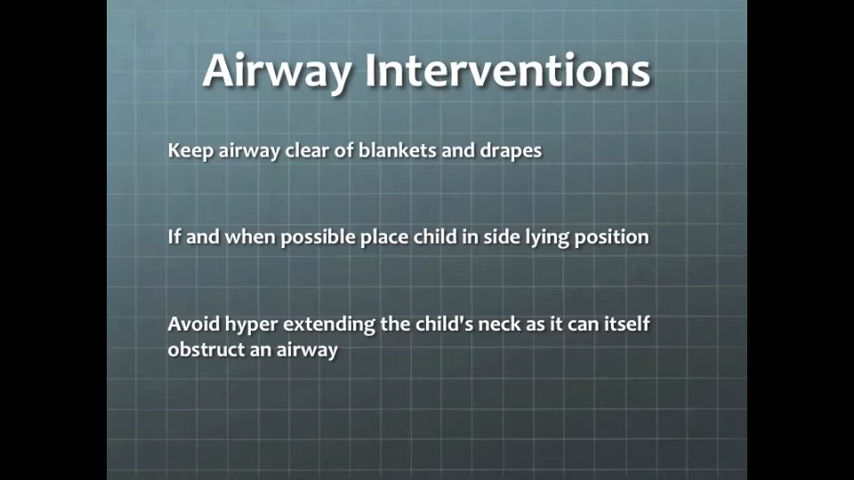 Airway Interventions
Keep airway clear of blankets and drapes
If and when possible place child in side lying position
Avoid hyper extending the child's neck as it can itself
obstruct an airway